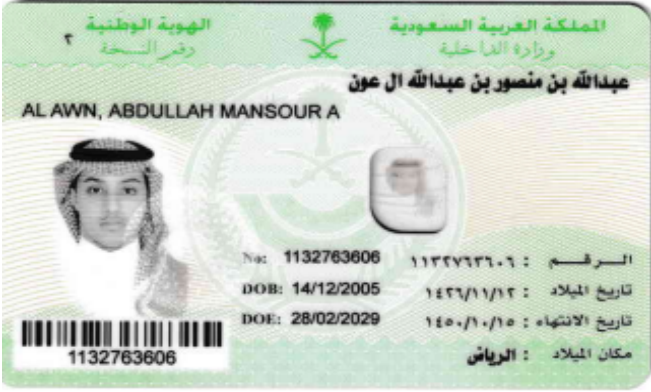 المملكة العربية السعودية
وزارة الداخلية
الهوية الوطنية
رقم النسخة ٢
عبدالله بن منصور بن عبدالله ال عون
AL AWN, ABDULLAH MANSOUR A
No: 1132763606
الرقم : ١١٣٢٧٦٣٦٠٦
DOB: 14/12/2005
تاريخ الميلاد : ١٤٢٦/١١/١٢
DOE: 28/02/2029
تاريخ الانتهاء : ١٤٥٠/١٠/١٥
مكان الميلاد : الرياض
1132763606